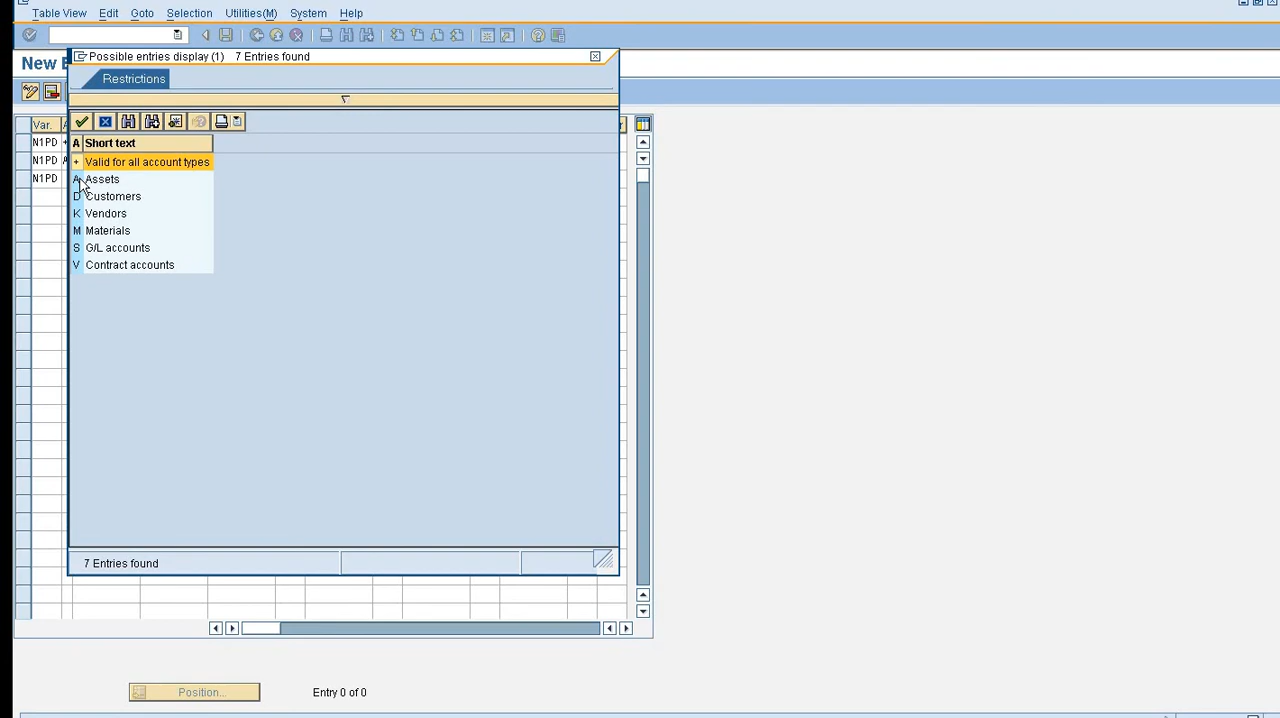 Table View Edit Goto Selection Utilities(M) System Help
Possible entries display (1) 7 Entries found
New E
Restrictions
Var.
A Short text
N1PD +
+ Valid for all account types
N1PD A
N1PD
A Assets
D Customers
K Vendors
M Materials
S G/L accounts
V Contract accounts
7 Entries found
Position... Entry 0 of 0